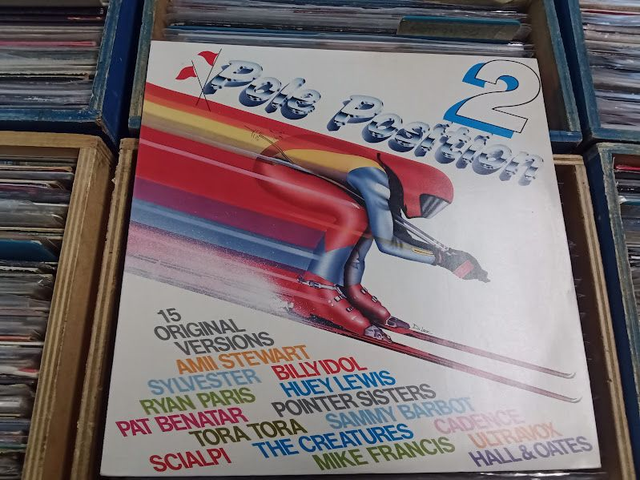 Pole Position 2
15
ORIGINAL
VERSIONS
AMII STEWART
BILLY IDOL
SYLVESTER
HUEY LEWIS
RYAN PARIS
POINTER SISTERS
PAT BENATAR
SAMMY BARBOT
TORA TORA
CADENCE
THE CREATURES
ULTRAVOX
SCIALPI
MIKE FRANCIS
HALL & OATES